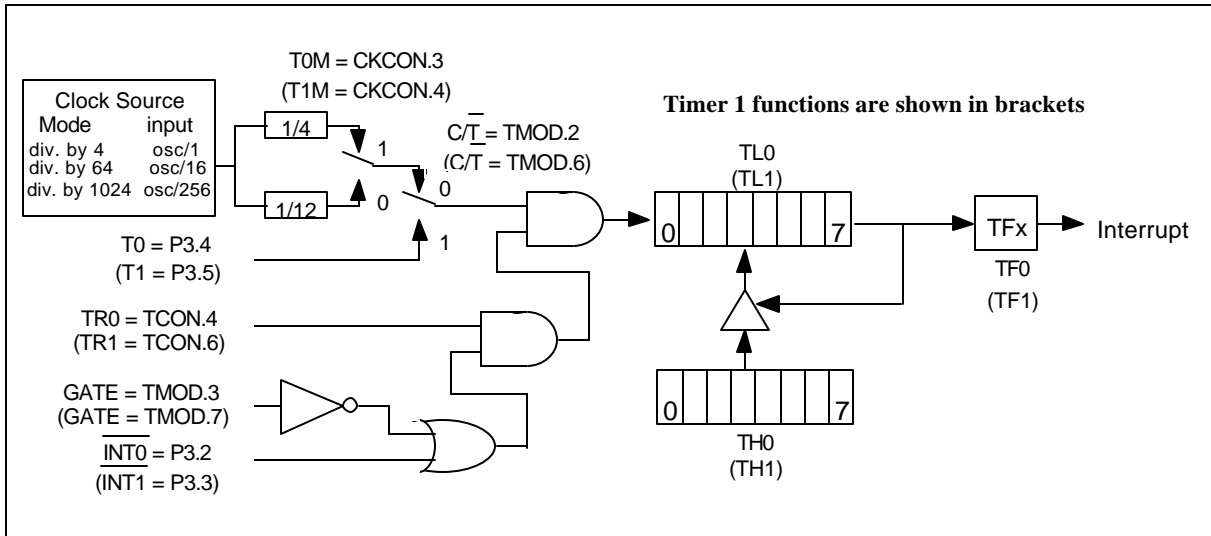 T0M = CKCON.3
(T1M = CKCON.4)
Clock Source
Mode input
div. by 4 osc/1
div. by 64 osc/16
div. by 1024 osc/256
1/4
1/12
1
0
C/T̅ = TMOD.2
(C/T̅ = TMOD.6)
0
1
Timer 1 functions are shown in brackets
T0 = P3.4
(T1 = P3.5)
TR0 = TCON.4
(TR1 = TCON.6)
GATE = TMOD.3
(GATE = TMOD.7)
I̅N̅T̅0̅ = P3.2
(I̅N̅T̅1̅ = P3.3)
TL0
(TL1)
0 7
TFx
Interrupt
TF0
(TF1)
0 7
TH0
(TH1)